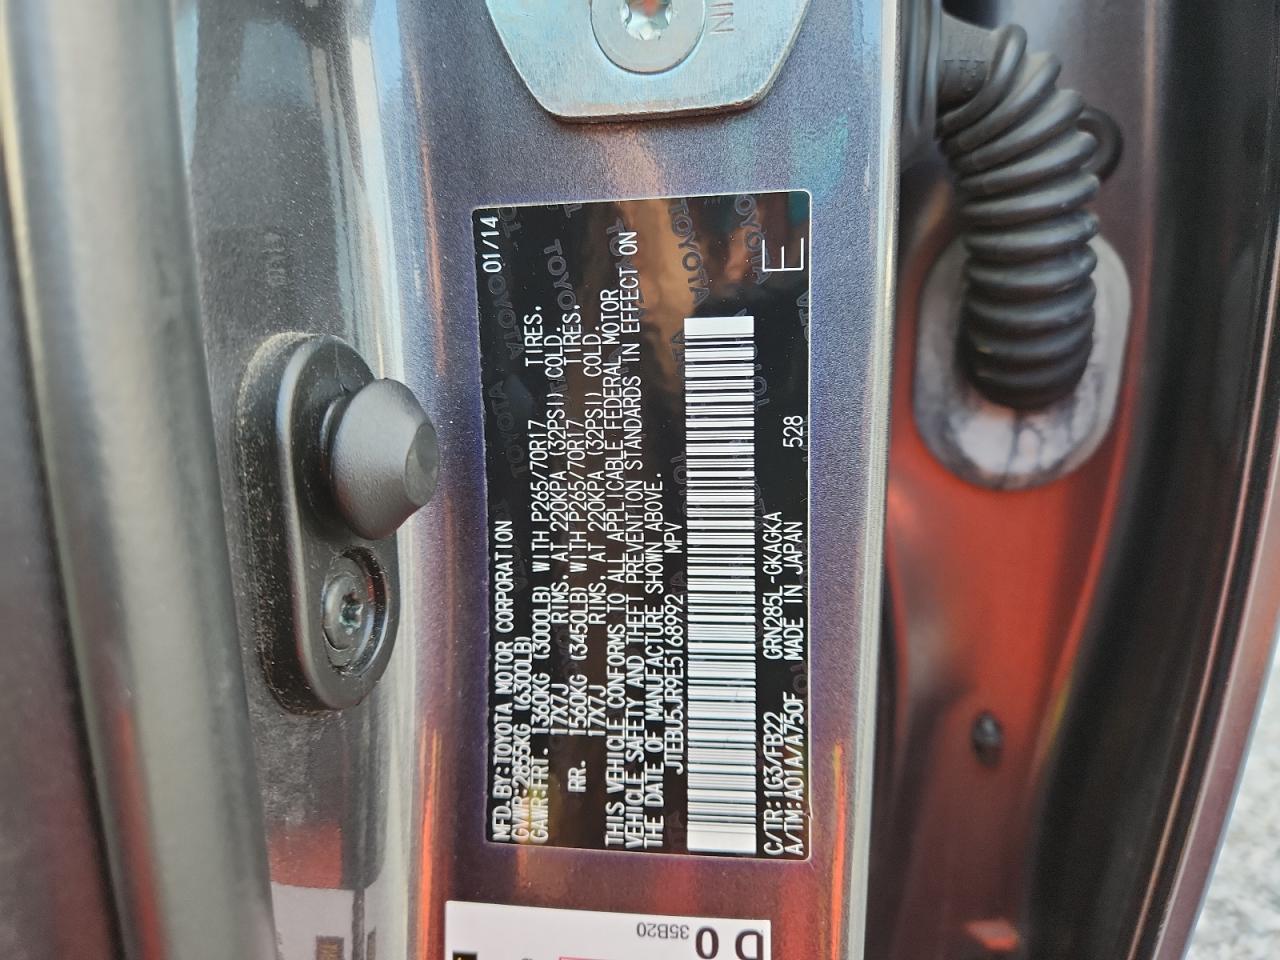 MFD.BY:TOYOTA MOTOR CORPORATION 01/14
GVWR:2855KG (6300LB)
GAWR:FRT. 1360KG (3000LB) WITH P265/70R17 TIRES.
17X7J RIMS. AT 220KPA (32PSI) COLD.
RR. 1560KG (3450LB) WITH P265/70R17 TIRES.
17X7J RIMS. AT 220KPA (32PSI) COLD.
THIS VEHICLE CONFORMS TO ALL APPLICABLE FEDERAL MOTOR
VEHICLE SAFETY AND THEFT PREVENTION STANDARDS IN EFFECT ON
THE DATE OF MANUFACTURE SHOWN ABOVE.
JTEBU5JR9E5168992 MPV
C/TR:1G3/FB22 GRN285L-GKAGKA
A/TM:A01A/A750F MADE IN JAPAN 528 E
TOYOTA
IN
35B20
D 0